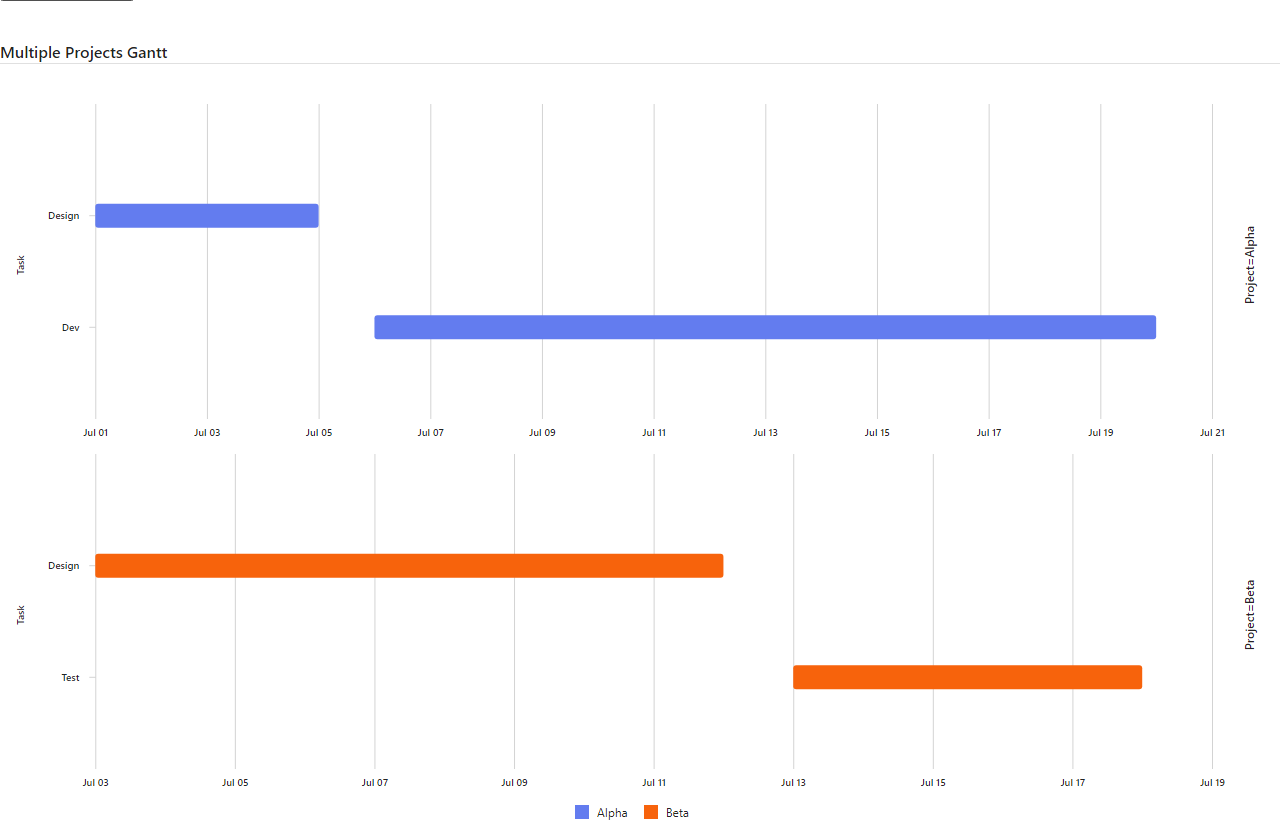 Multiple Projects Gantt
Design
Dev
Task
Project=Alpha
Jul 01 Jul 03 Jul 05 Jul 07 Jul 09 Jul 11 Jul 13 Jul 15 Jul 17 Jul 19 Jul 21
Design
Test
Task
Project=Beta
Jul 03 Jul 05 Jul 07 Jul 09 Jul 11 Jul 13 Jul 15 Jul 17 Jul 19
Alpha Beta